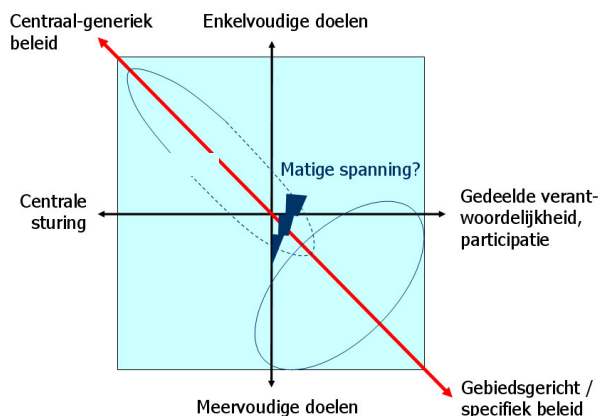 Centraal-generiek
beleid
Enkelvoudige doelen
Matige spanning?
Centrale
sturing
Gedeelde verant-
woordelijkheid,
participatie
Meervoudige doelen
Gebiedsgericht /
specifiek beleid